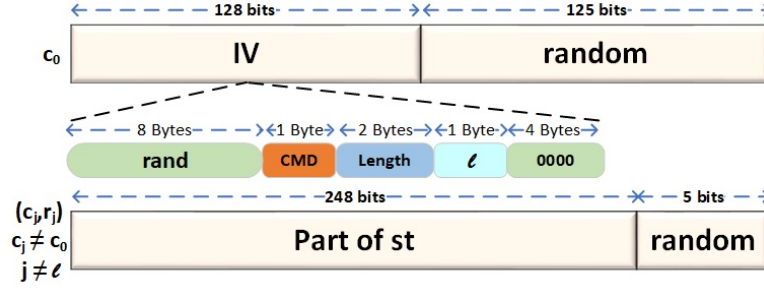 128 bits 125 bits
c₀ IV random
8 Bytes 1 Byte 2 Bytes 1 Byte 4 Bytes
rand CMD Length ℓ 0000
248 bits 5 bits
(cⱼ,rⱼ)
cⱼ ≠ c₀ Part of st random
j ≠ ℓ